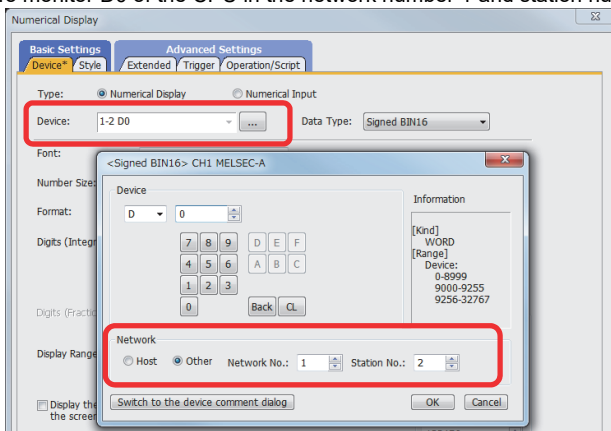 monitor D0 of the CPU in the network number 1 and station
Numerical Display
Basic Settings
Advanced Settings
Device* Style Extended Trigger Operation/Script
Type: Numerical Display Numerical Input
Device: 1-2 D0 ... Data Type: Signed BIN16
Font:
<Signed BIN16> CH1 MELSEC-A
Number Size:
Device
Information
Format:
D 0
[Kind]
WORD
[Range]
Device:
0-8999
9000-9255
9256-32767
Digits (Integ
7 8 9 D E F
4 5 6 A B C
1 2 3
0 Back CL
Digits (Fractio
Network
Display Range
Host Other Network No.: 1 Station No.: 2
Switch to the device comment dialog OK Cancel
Display the
the screen